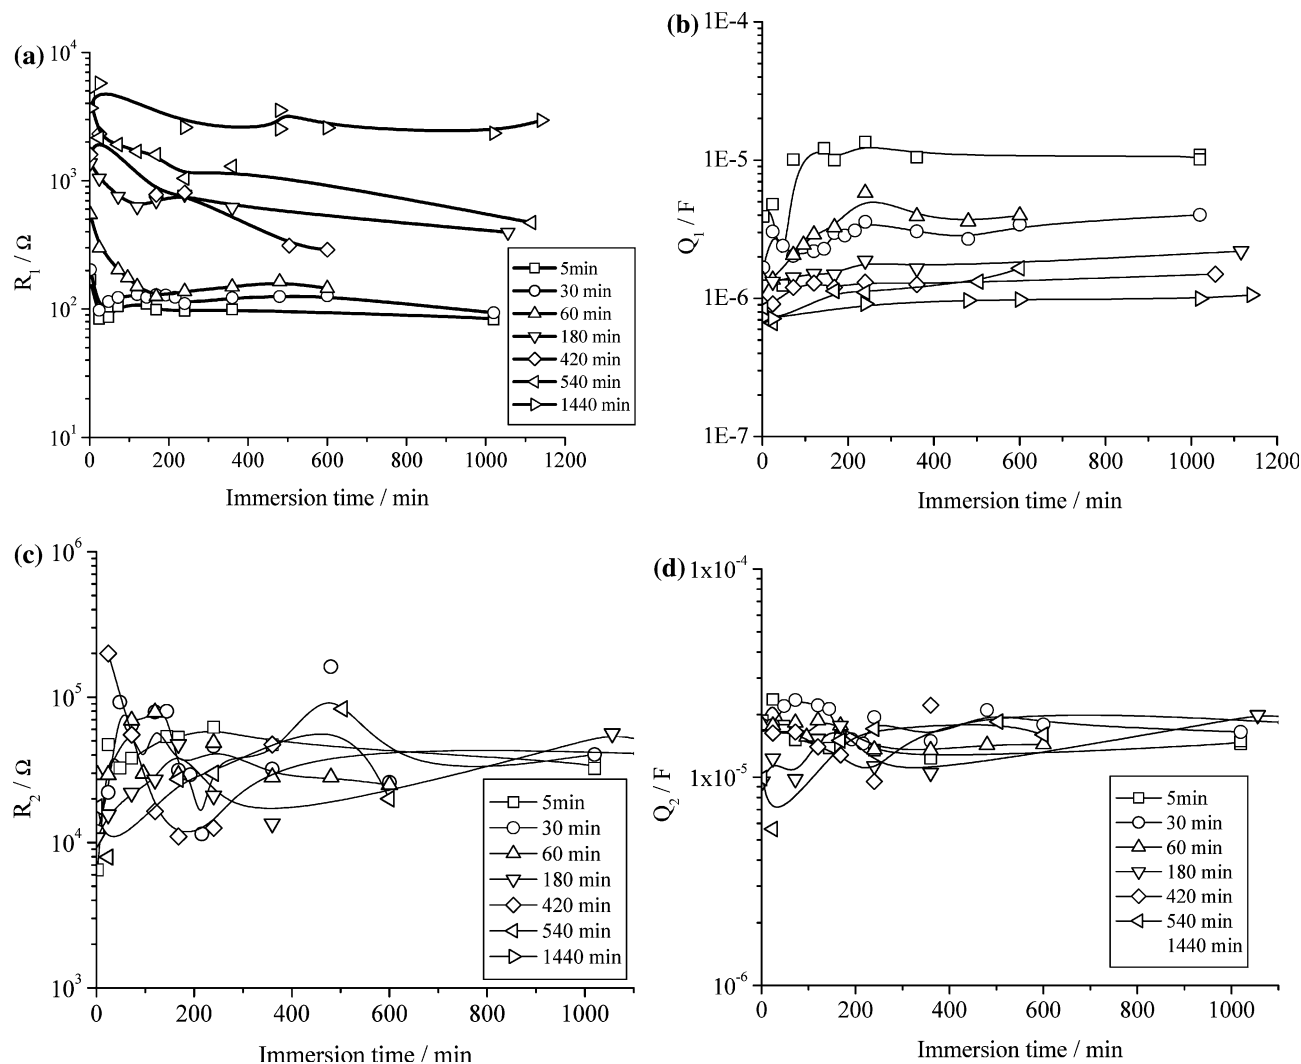 (a)
10⁴
10³
10²
10¹
R₁ / Ω
0 200 400 600 800 1000 1200
Immersion time / min
5min
30 min
60 min
180 min
420 min
540 min
1440 min
(b)
1E-4
1E-5
1E-6
1E-7
Q₁ / F
0 200 400 600 800 1000 1200
Immersion time / min
(c)
10⁶
10⁵
10⁴
10³
R₂ / Ω
0 200 400 600 800 1000
Immersion time / min
5min
30 min
60 min
180 min
420 min
540 min
1440 min
(d)
1x10⁻⁴
1x10⁻⁵
10⁻⁶
Q₂ / F
0 200 400 600 800 1000
Immersion time / min
5min
30 min
60 min
180 min
420 min
540 min
1440 min